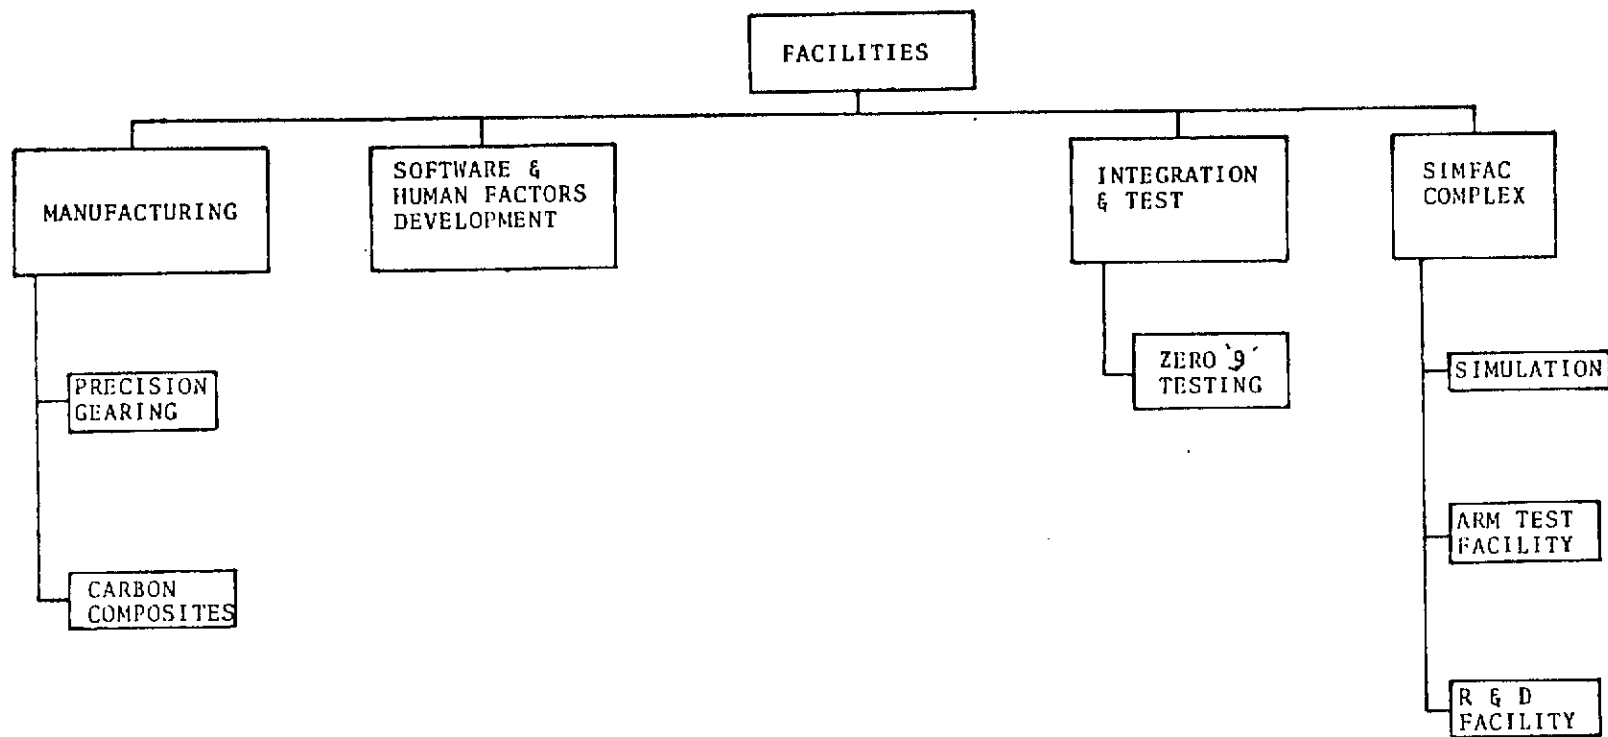 FACILITIES
MANUFACTURING
SOFTWARE &
HUMAN FACTORS
DEVELOPMENT
INTEGRATION
& TEST
SIMFAC
COMPLEX
PRECISION
GEARING
CARBON
COMPOSITES
ZERO 'g'
TESTING
SIMULATION
ARM TEST
FACILITY
R & D
FACILITY